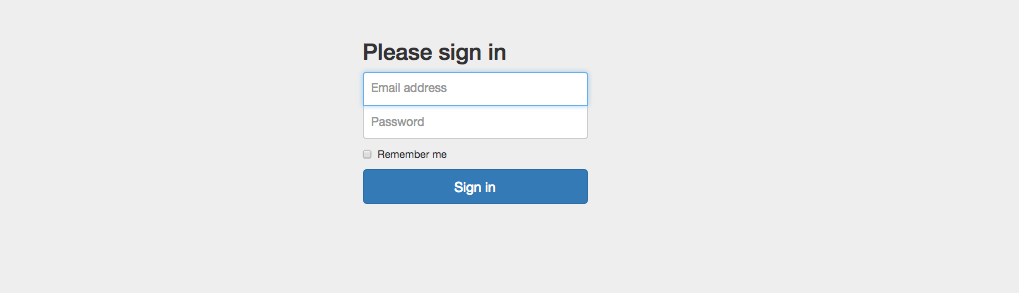 Please sign in
Email address
Password
Remember me
Sign in